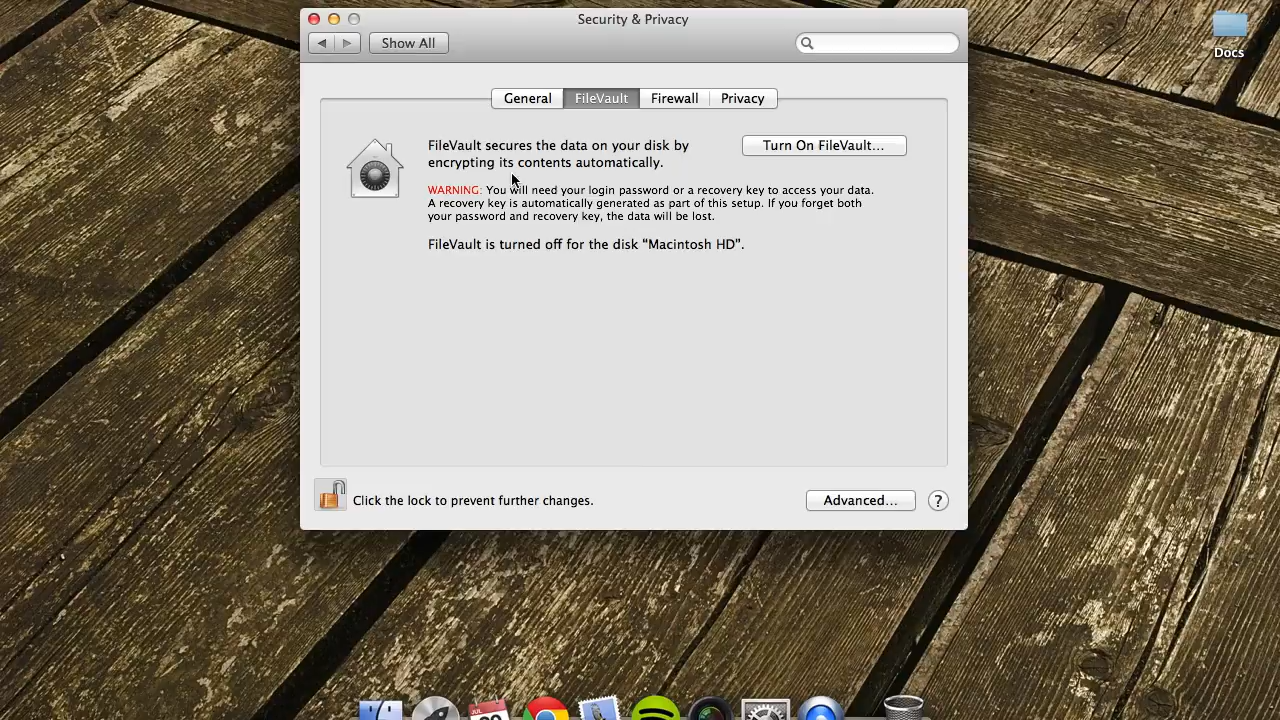 Security & Privacy
Show All
Docs
General FileVault Firewall Privacy
FileVault secures the data on your disk by
encrypting its contents automatically.
Turn On FileVault...
WARNING: You will need your login password or a recovery key to access your data.
A recovery key is automatically generated as part of this setup. If you forget both
your password and recovery key, the data will be lost.
FileVault is turned off for the disk “Macintosh HD”.
Click the lock to prevent further changes.
Advanced...
?
JUL